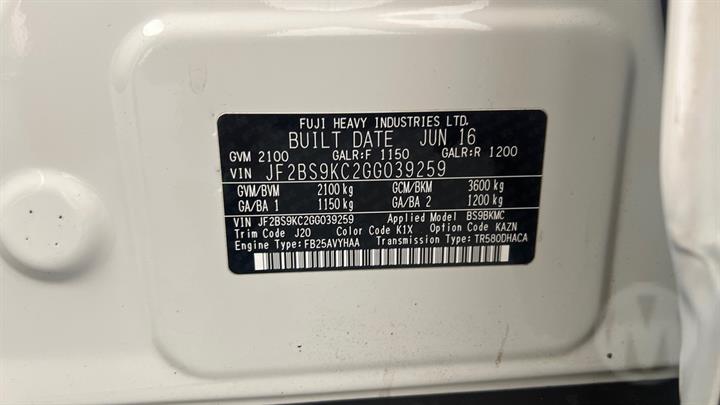 FUJI HEAVY INDUSTRIES LTD.
BUILT DATE JUN 16
GVM 2100 GALR:F 1150 GALR:R 1200
VIN JF2BS9KC2GG039259
GVM/BVM 2100 kg GCM/BKM 3600 kg
GA/BA 1 1150 kg GA/BA 2 1200 kg
VIN JF2BS9KC2GG039259 Applied Model BS9BKMC
Trim Code J20 Color Code K1X Option Code KAZN
Engine Type:FB25AVYHAA Transmission Type:TR580DHACA
M